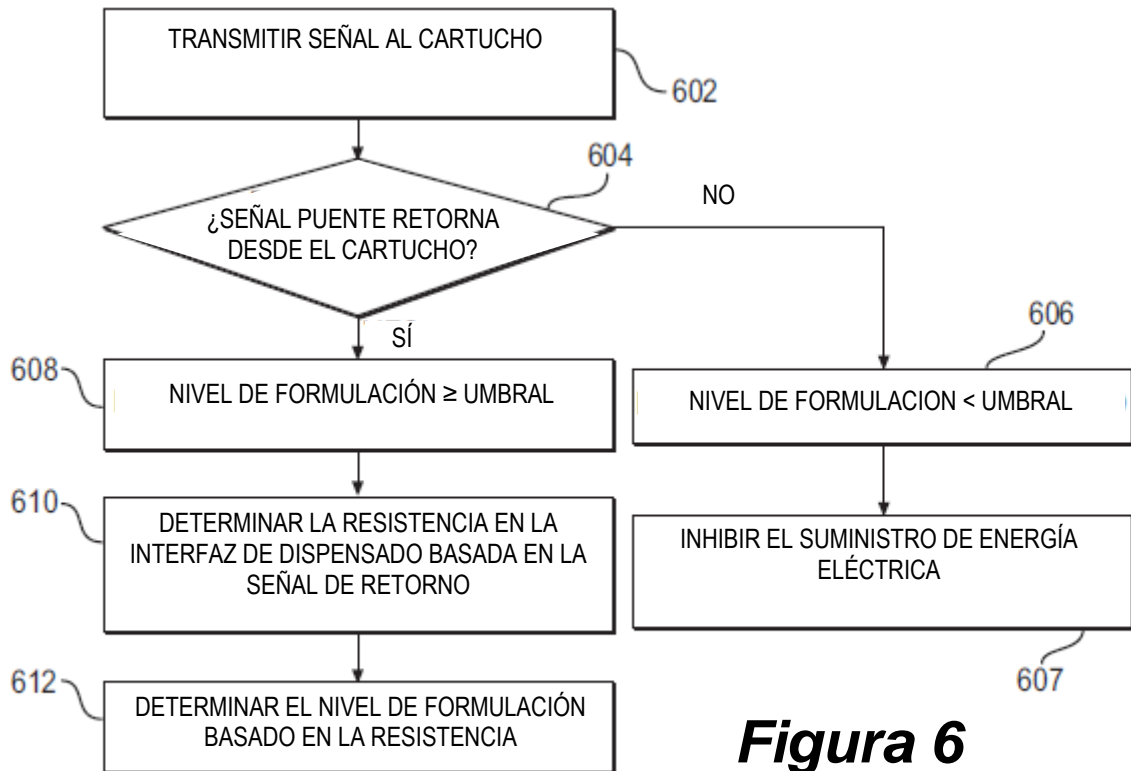 TRANSMITIR SEÑAL AL CARTUCHO
602
604
¿SEÑAL PUENTE RETORNA
DESDE EL CARTUCHO?
NO
SÍ
606
608
NIVEL DE FORMULACIÓN ≥ UMBRAL
NIVEL DE FORMULACION < UMBRAL
610
DETERMINAR LA RESISTENCIA EN LA
INTERFAZ DE DISPENSADO BASADA EN LA
SEÑAL DE RETORNO
INHIBIR EL SUMINISTRO DE ENERGÍA
ELÉCTRICA
607
612
DETERMINAR EL NIVEL DE FORMULACIÓN
BASADO EN LA RESISTENCIA
Figura 6